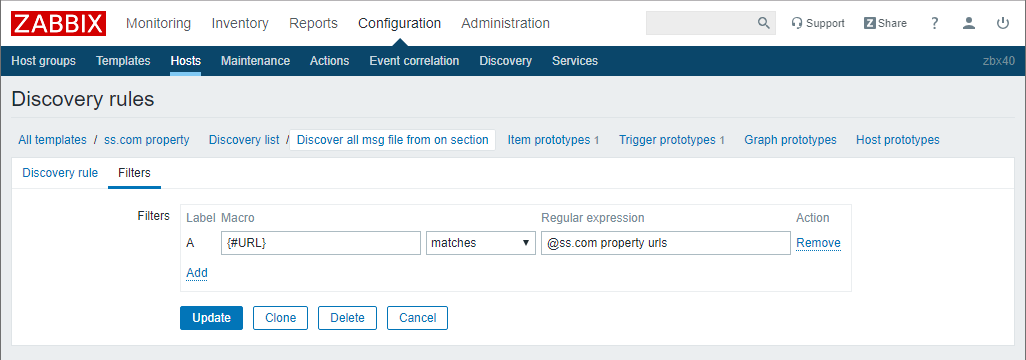 ZABBIX Monitoring Inventory Reports Configuration Administration Support Z Share ?
Host groups Templates Hosts Maintenance Actions Event correlation Discovery Services zbx40
Discovery rules
All templates / ss.com property Discovery list / Discover all msg file from on section Item prototypes 1 Trigger prototypes 1 Graph prototypes Host prototypes
Discovery rule Filters
Filters Label Macro Regular expression Action
A {#URL} matches @ss.com property urls Remove
Add
Update Clone Delete Cancel